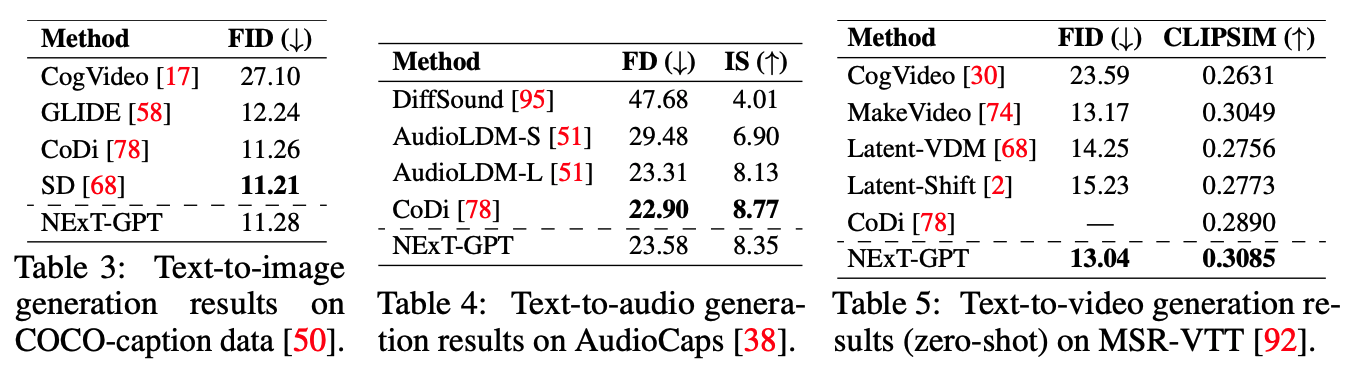 Method FID (↓)
CogVideo [17] 27.10
GLIDE [58] 12.24
CoDi [78] 11.26
SD [68] 11.21
NExT-GPT 11.28
Table 3: Text-to-image
generation results on
COCO-caption data [50].
Method FD (↓) IS (↑)
DiffSound [95] 47.68 4.01
AudioLDM-S [51] 29.48 6.90
AudioLDM-L [51] 23.31 8.13
CoDi [78] 22.90 8.77
NExT-GPT 23.58 8.35
Table 4: Text-to-audio genera-
tion results on AudioCaps [38].
Method FID (↓) CLIPSIM (↑)
CogVideo [30] 23.59 0.2631
MakeVideo [74] 13.17 0.3049
Latent-VDM [68] 14.25 0.2756
Latent-Shift [2] 15.23 0.2773
CoDi [78] — 0.2890
NExT-GPT 13.04 0.3085
Table 5: Text-to-video generation re-
sults (zero-shot) on MSR-VTT [92].